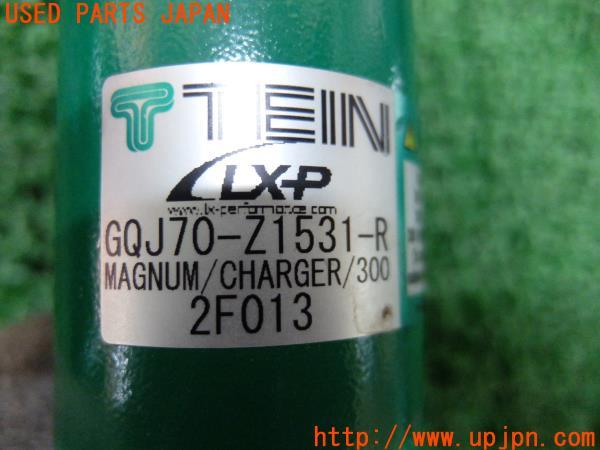 USED PARTS JAPAN
TEIN
LX-P
www.lx-performance.com
GQJ70-Z1531-R
MAGNUM/CHARGER/300
2F013
http://www.upjpn.com/